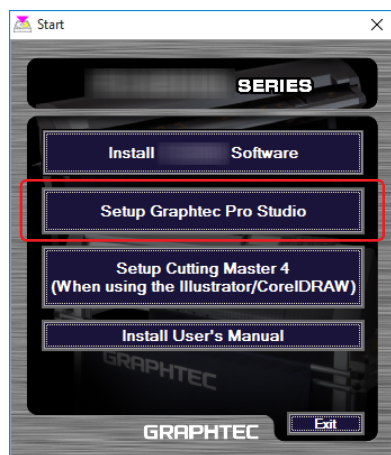 Start
SERIES
Install Software
Setup Graphtec Pro Studio
Setup Cutting Master 4
(When using the Illustrator/CorelDRAW)
Install User's Manual
GRAPHTEC
GRAPHTEC
Exit